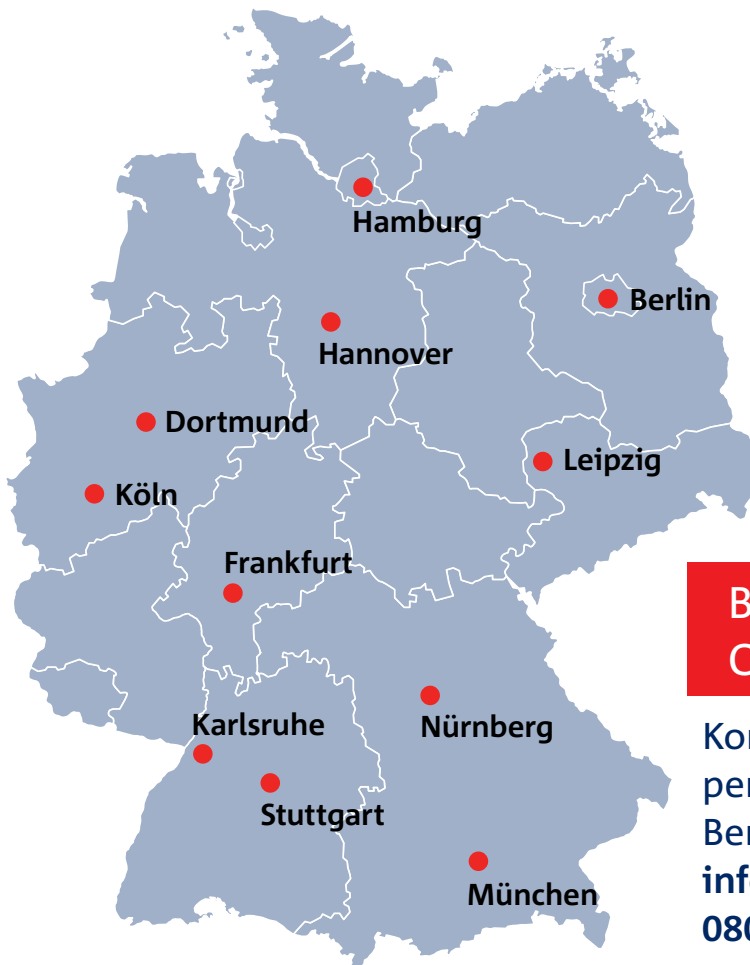 Hamburg
Berlin
Hannover
Dortmund
Leipzig
Köln
Frankfurt
Karlsruhe
Nürnberg
Stuttgart
München